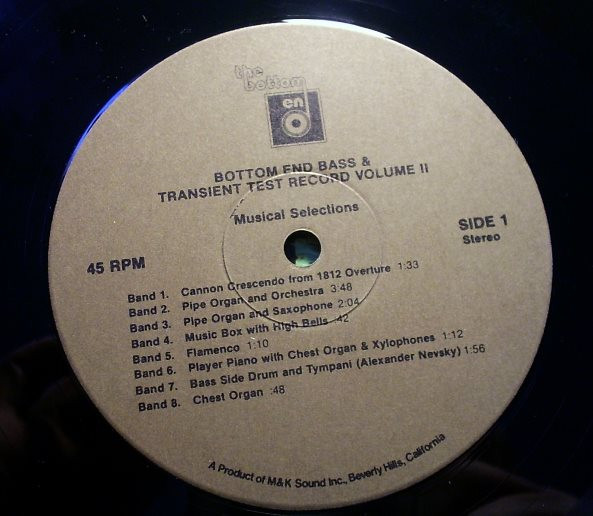 the
bottom
end
BOTTOM END BASS &
TRANSIENT TEST RECORD VOLUME II
Musical Selections
45 RPM
SIDE 1
Stereo
Band 1. Cannon Crescendo from 1812 Overture 1:33
Band 2. Pipe Organ and Orchestra 3:48
Band 3. Pipe Organ and Saxophone 2:04
Band 4. Music Box with High Bells :42
Band 5. Flamenco 1:10
Band 6. Player Piano with Chest Organ & Xylophones 1:12
Band 7. Bass Side Drum and Tympani (Alexander Nevsky) 1:56
Band 8. Chest Organ :48
A Product of M&K Sound Inc., Beverly Hills, California